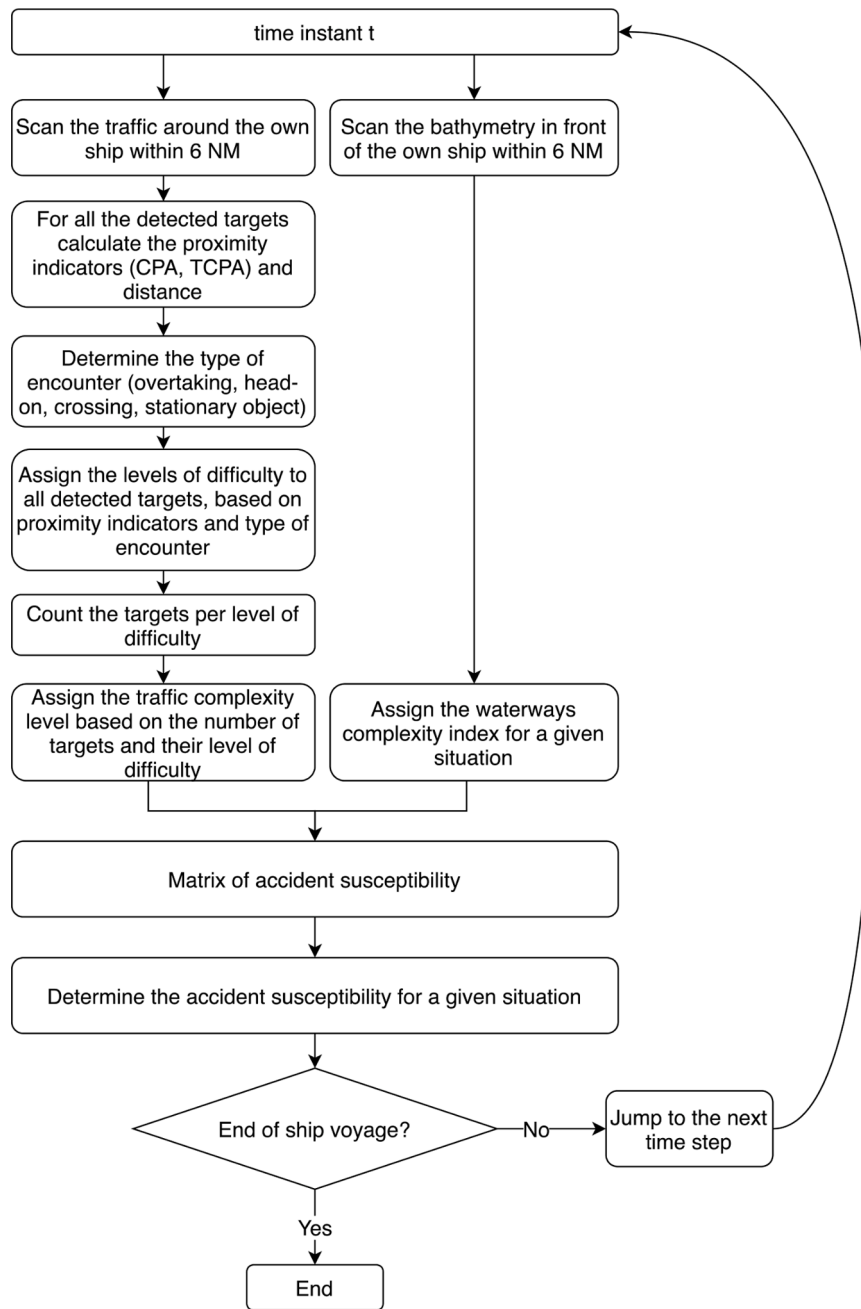 time instant t
Scan the traffic around the own
ship within 6 NM
Scan the bathymetry in front
of the own ship within 6 NM
For all the detected targets
calculate the proximity
indicators (CPA, TCPA) and
distance
Determine the type of
encounter (overtaking, head-
on, crossing, stationary object)
Assign the levels of difficulty to
all detected targets, based on
proximity indicators and type of
encounter
Count the targets per level of
difficulty
Assign the traffic complexity
level based on the number of
targets and their level of
difficulty
Assign the waterways
complexity index for a given
situation
Matrix of accident susceptibility
Determine the accident susceptibility for a given situation
End of ship voyage?
No
Jump to the next
time step
Yes
End